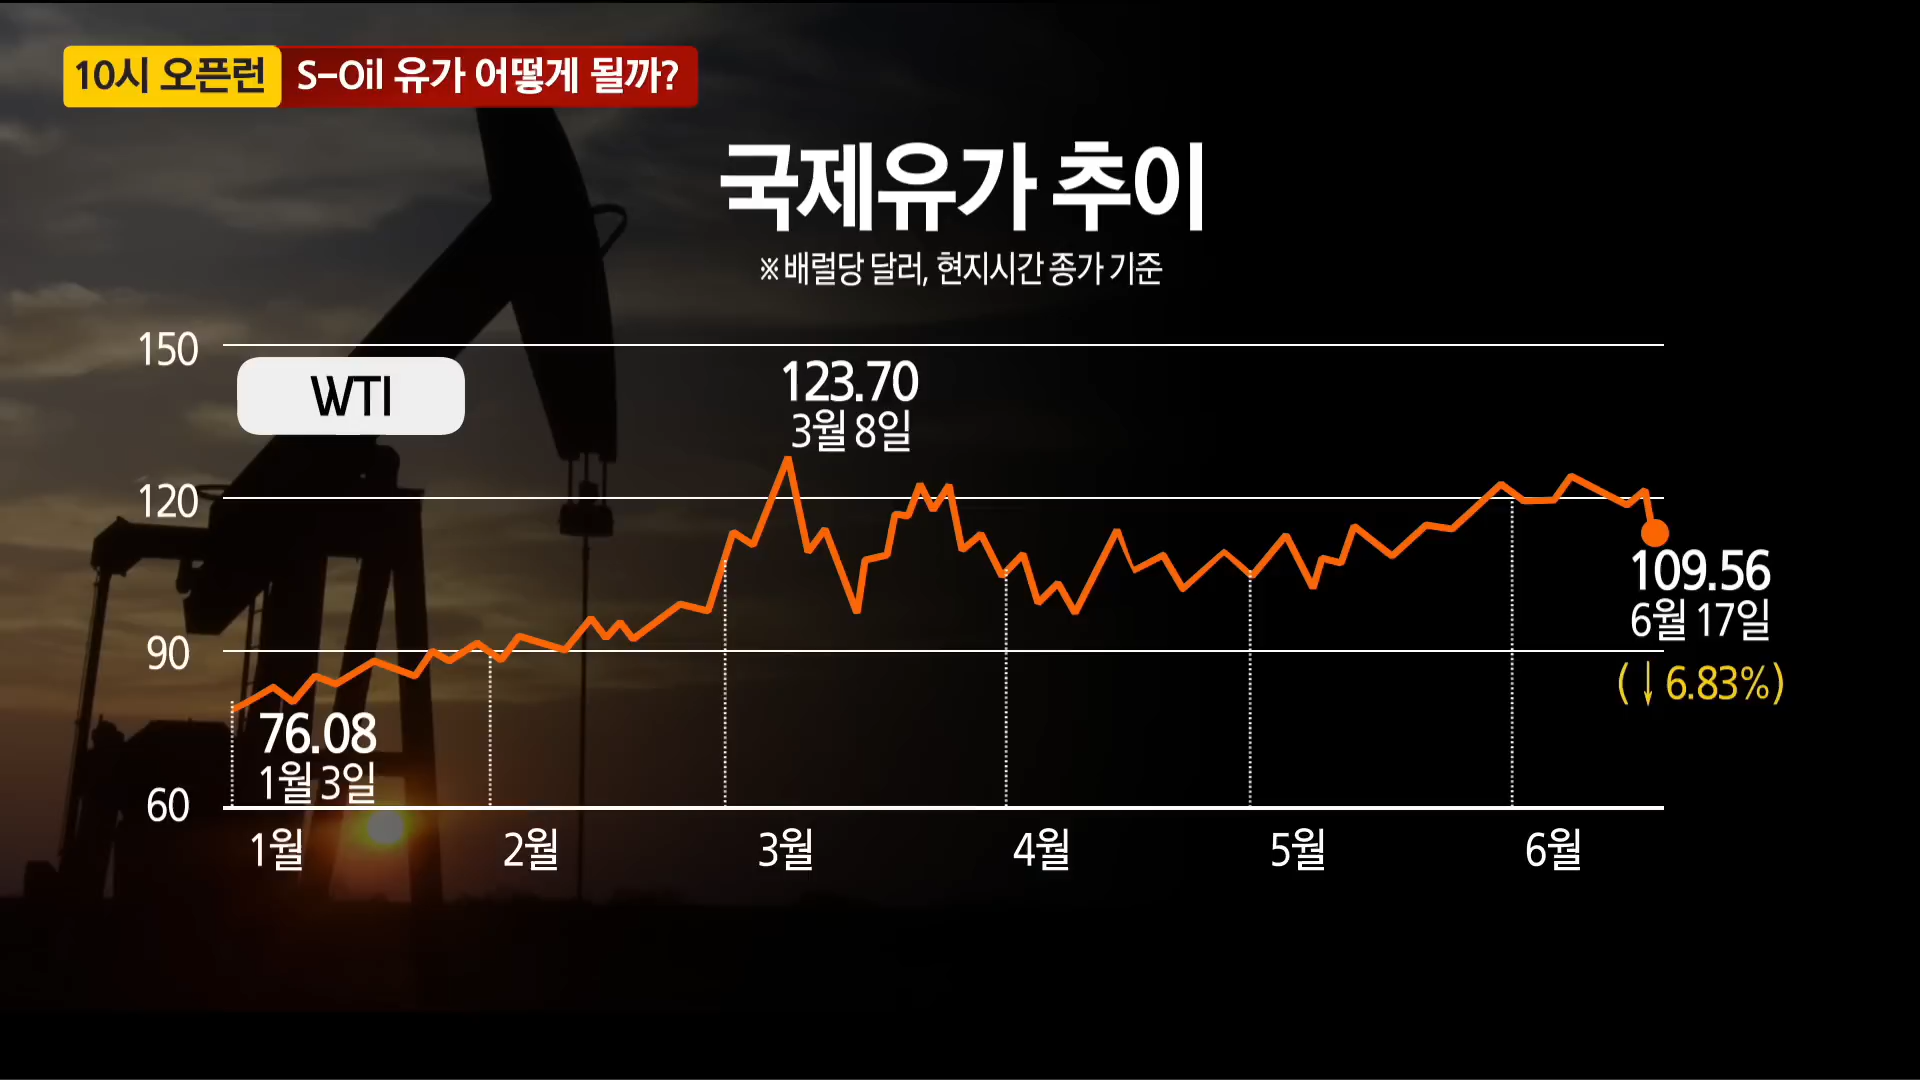 10시 오픈런 S-Oil 유가 어떻게 될까?
국제유가 추이
※배럴당 달러, 현지시간 종가 기준
150
WTI
123.70
3월 8일
120
109.56
6월 17일
90
(↓6.83%)
76.08
1월 3일
60
1월 2월 3월 4월 5월 6월